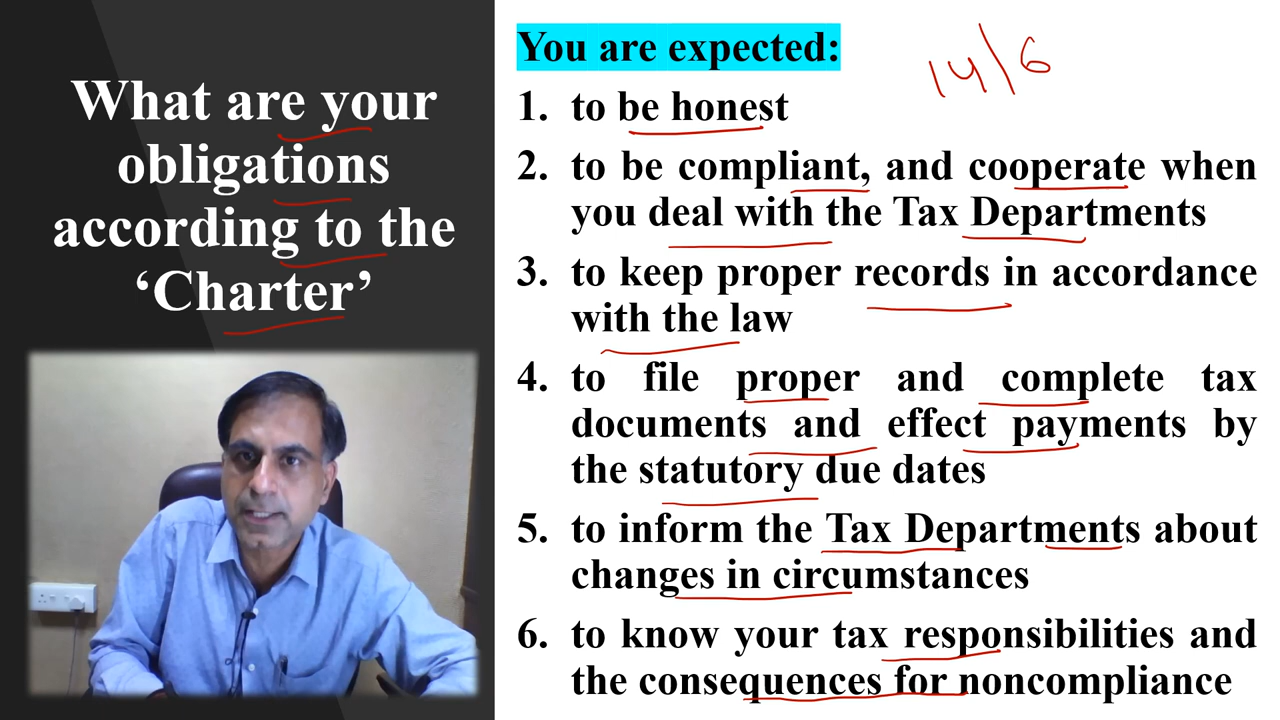 What are your
obligations
according to the
‘Charter’
You are expected:
14/6
1. to be honest
2. to be compliant, and cooperate when
you deal with the Tax Departments
3. to keep proper records in accordance
with the law
4. to file proper and complete tax
documents and effect payments by
the statutory due dates
5. to inform the Tax Departments about
changes in circumstances
6. to know your tax responsibilities and
the consequences for noncompliance